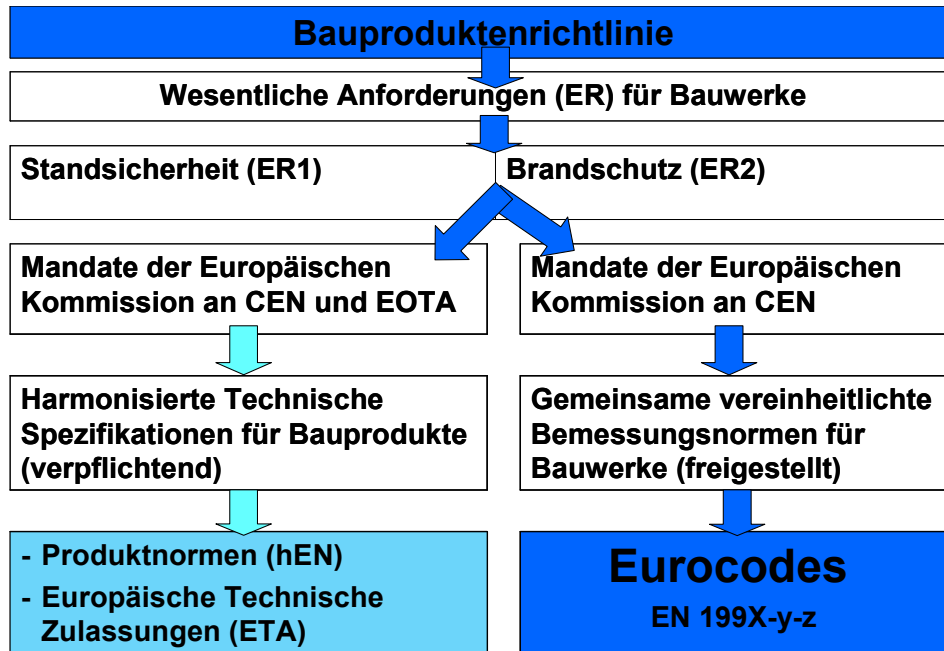 Bauproduktenrichtlinie
Wesentliche Anforderungen (ER) für Bauwerke
Standsicherheit (ER1)
Brandschutz (ER2)
Mandate der Europäischen
Kommission an CEN und EOTA
Mandate der Europäischen
Kommission an CEN
Harmonisierte Technische
Spezifikationen für Bauprodukte
(verpflichtend)
Gemeinsame vereinheitlichte
Bemessungsnormen für
Bauwerke (freigestellt)
- Produktnormen (hEN)
- Europäische Technische
Zulassungen (ETA)
Eurocodes
EN 199X-y-z